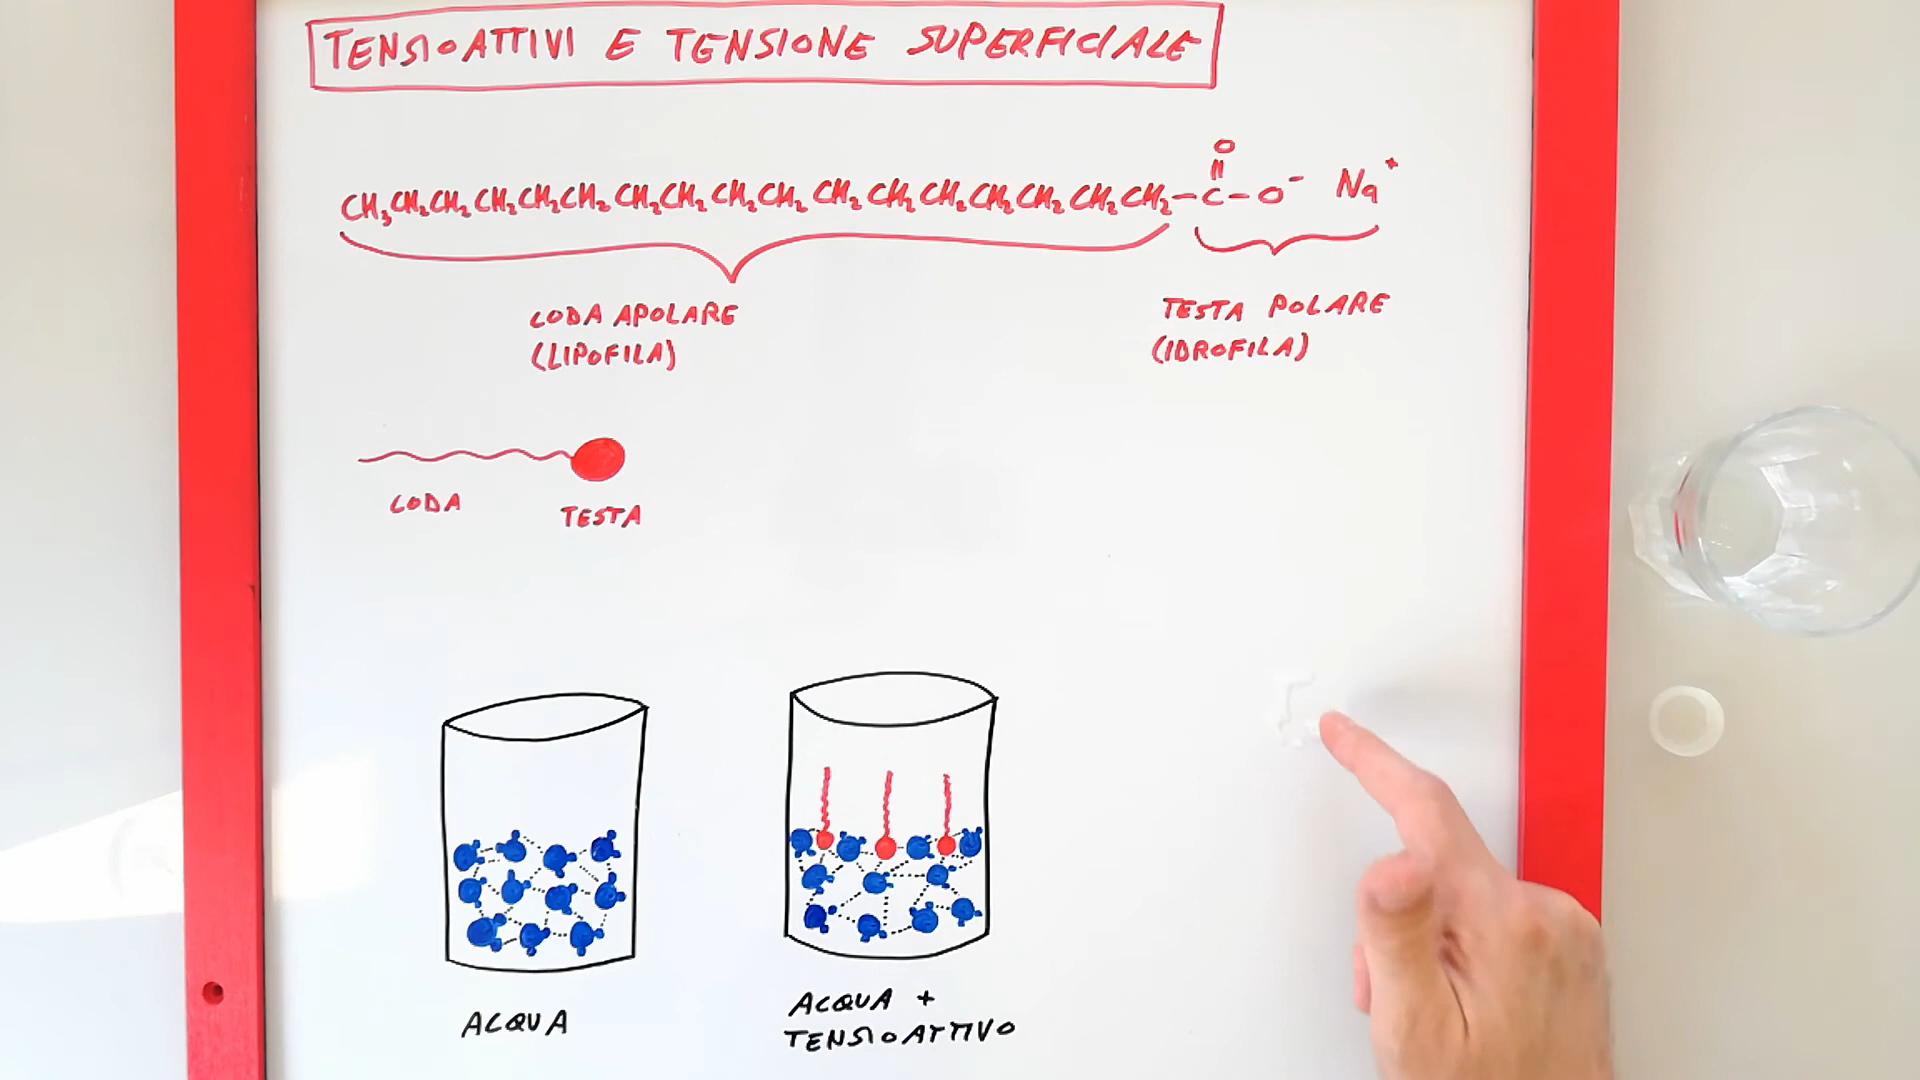 TENSIOATTIVI E TENSIONE SUPERFICIALE
O
CH₃CH₂CH₂CH₂CH₂CH₂CH₂CH₂CH₂CH₂CH₂CH₂CH₂CH₂CH₂CH₂CH₂-C-O⁻ Na⁺
CODA APOLARE
(LIPOFILA)
TESTA POLARE
(IDROFILA)
CODA
TESTA
ACQUA
ACQUA +
TENSIOATTIVO